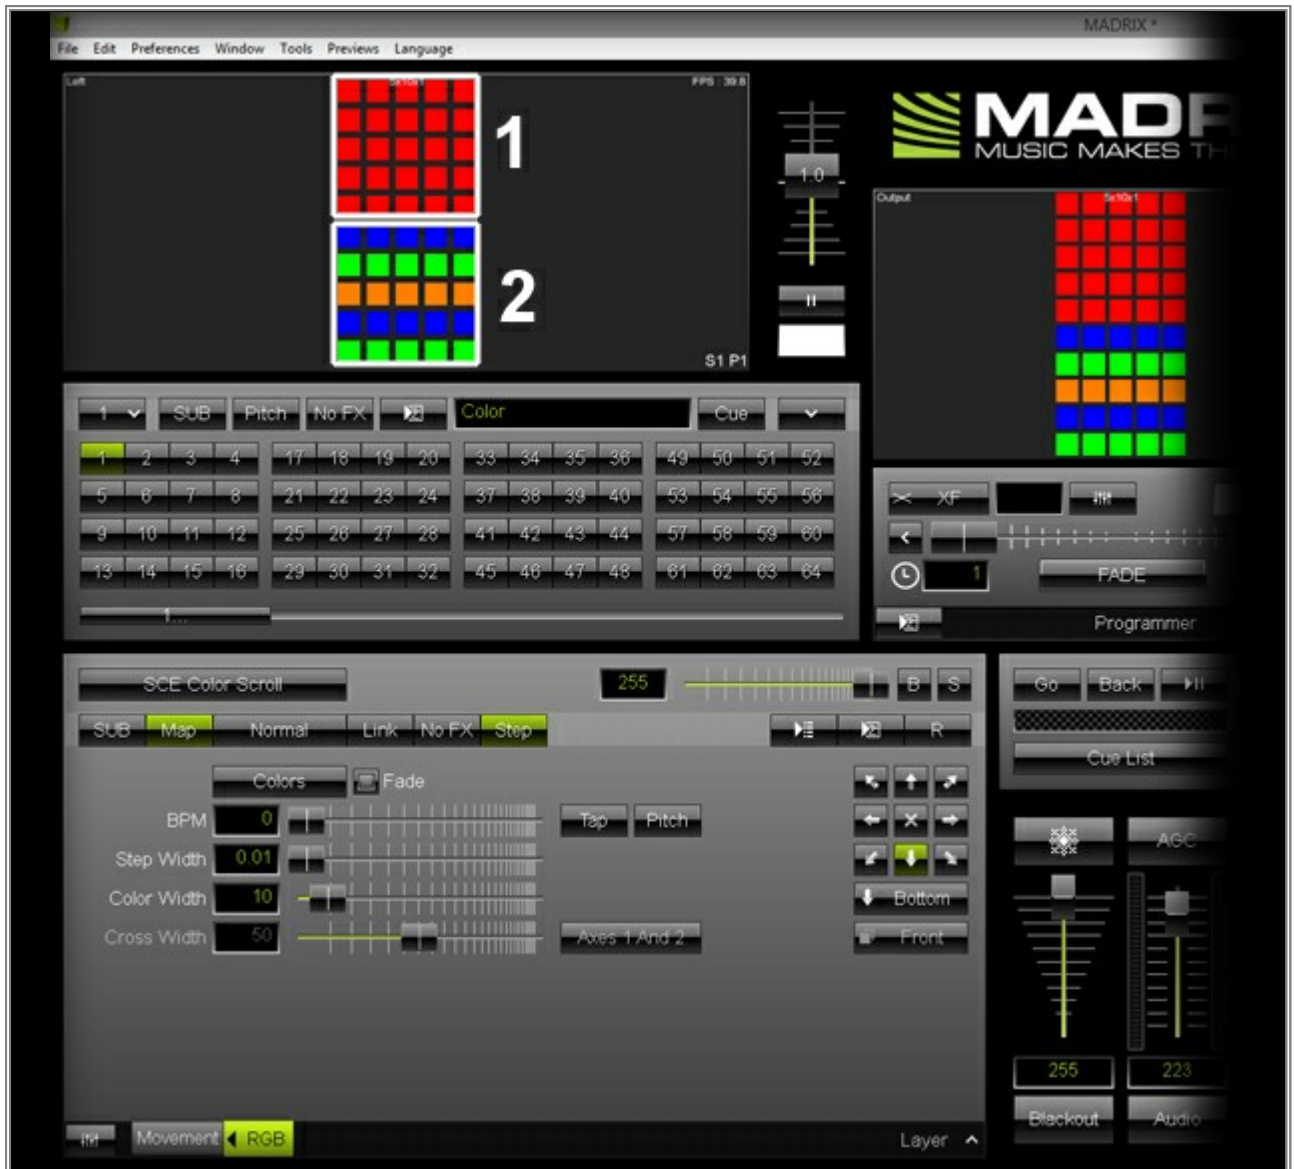 MADRIX *
File Edit Preferences Window Tools Previews Language
Left 5x10x1 FPS : 39.8
1
2
S1 P1
1.0
MADR
MUSIC MAKES TH
Output 5x10x1
1 SUB Pitch No FX Color Cue
1 2 3 4 17 18 19 20 33 34 35 36 49 50 51 52
5 6 7 8 21 22 23 24 37 38 39 40 53 54 55 56
9 10 11 12 25 26 27 28 41 42 43 44 57 58 59 60
13 14 15 16 29 30 31 32 45 46 47 48 61 62 63 64
1...
XF
1 FADE
Programmer
SCE Color Scroll 255 B S
SUB Map Normal Link No FX Step R
Colors Fade
BPM 0 Tap Pitch
Step Width 0.01
Color Width 10 Bottom
Cross Width 50 Axes 1 And 2 Front
Movement RGB Layer
Go Back
Cue List
AGC
255 223
Blackout Audio